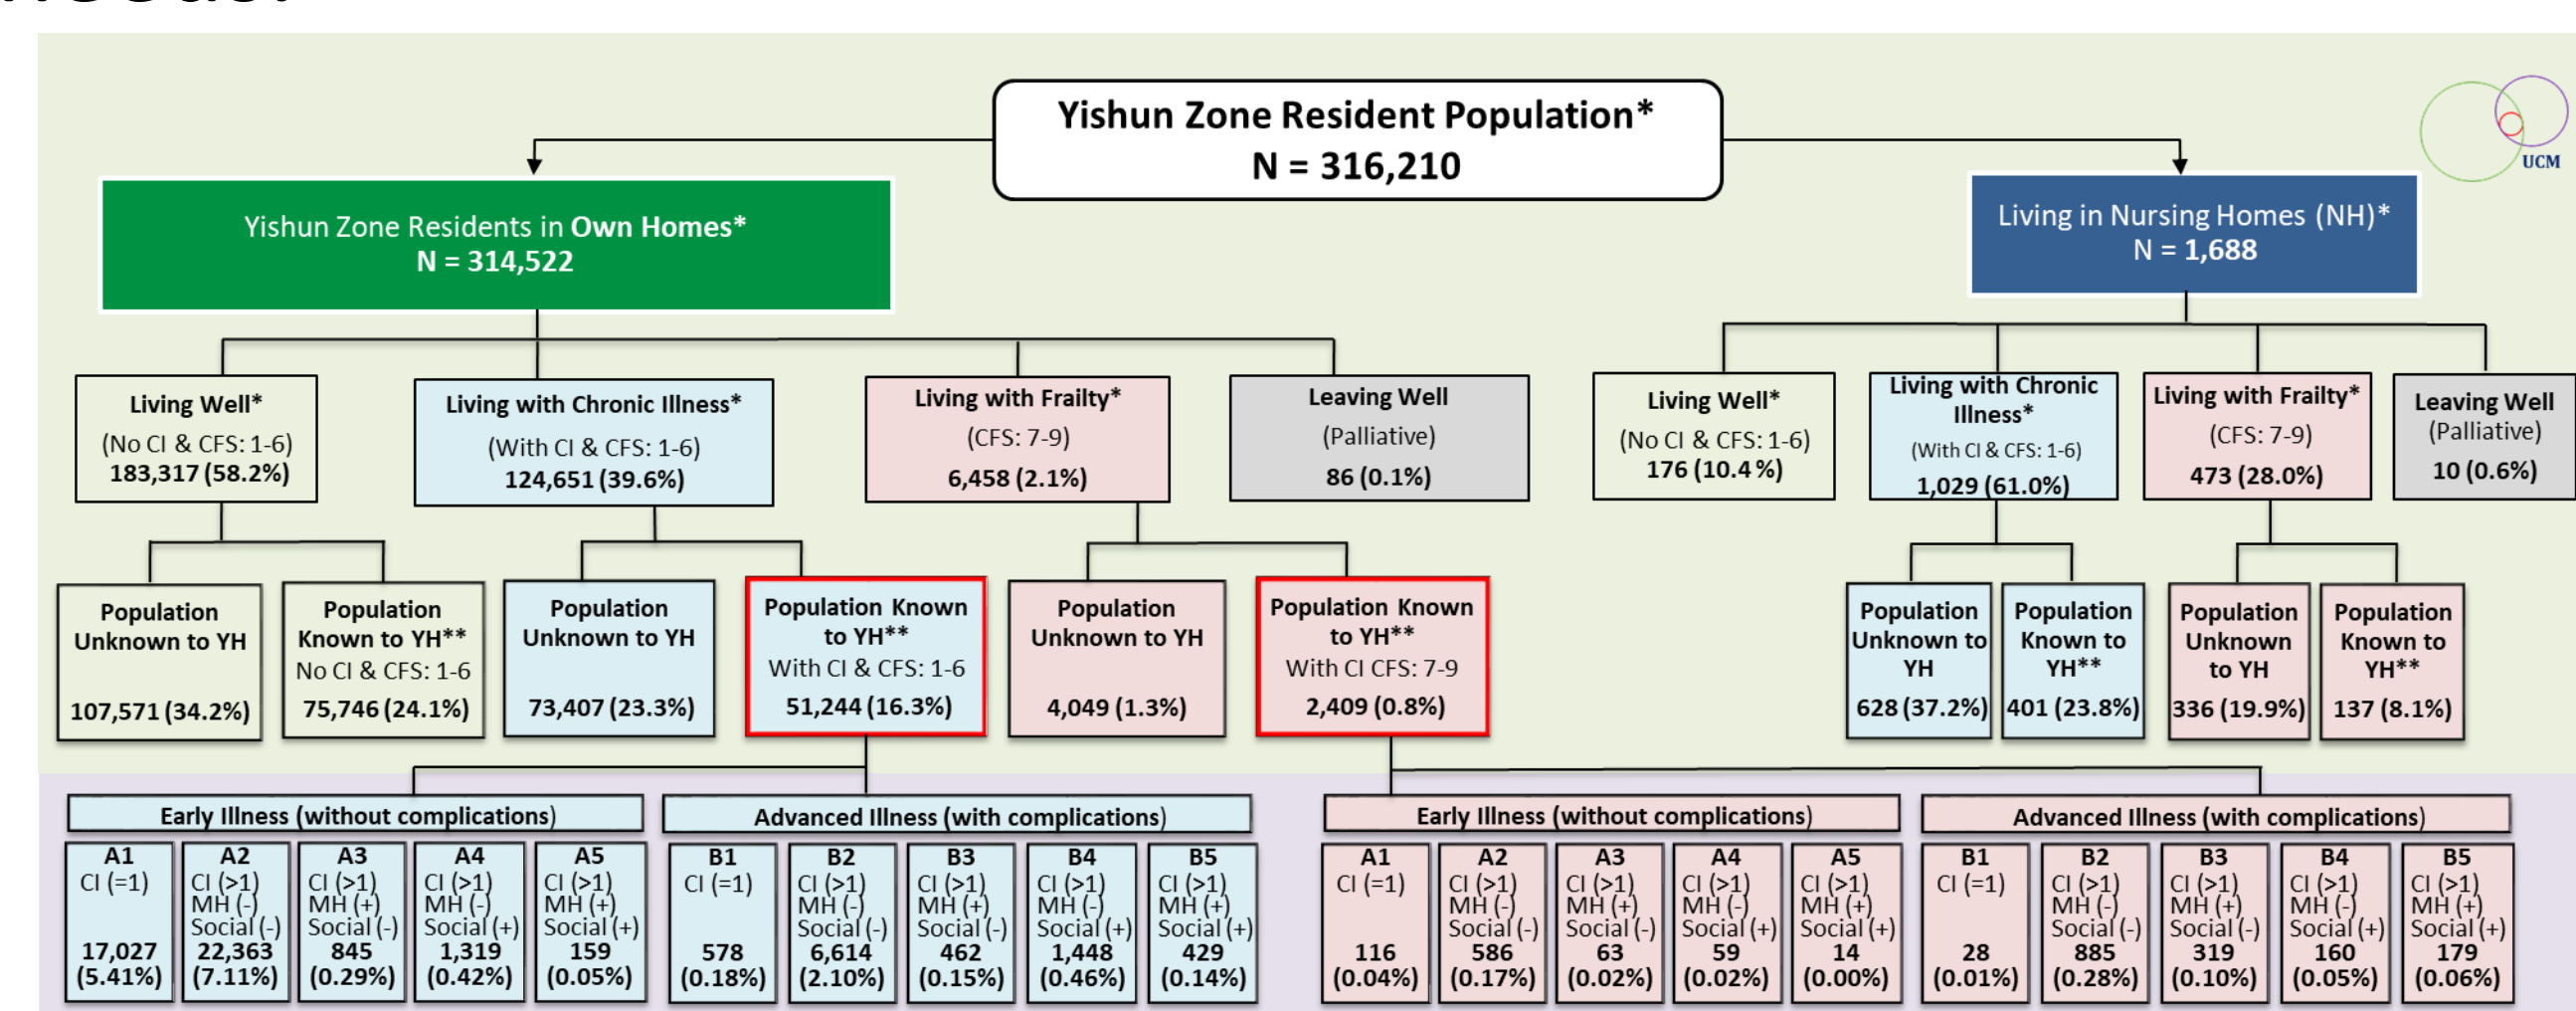 Yishun Zone Resident Population*
N = 316,210
UCM
Yishun Zone Residents in Own Homes*
N = 314,522
Living in Nursing Homes (NH)*
N = 1,688
Living Well*
(No CI & CFS: 1-6)
183,317 (58.2%)
Living with Chronic Illness*
(With CI & CFS: 1-6)
124,651 (39.6%)
Living with Frailty*
(CFS: 7-9)
6,458 (2.1%)
Leaving Well
(Palliative)
86 (0.1%)
Living Well*
(No CI & CFS: 1-6)
176 (10.4 %)
Living with Chronic
Illness*
(With CI & CFS: 1-6)
1,029 (61.0%)
Living with Frailty*
(CFS: 7-9)
473 (28.0%)
Leaving Well
(Palliative)
10 (0.6%)
Population
Unknown to YH
107,571 (34.2%)
Population
Known to YH**
No CI & CFS: 1-6
75,746 (24.1%)
Population
Unknown to YH
73,407 (23.3%)
Population Known
to YH**
With CI & CFS: 1-6
51,244 (16.3%)
Population
Unknown to YH
4,049 (1.3%)
Population Known
to YH**
With CI CFS: 7-9
2,409 (0.8%)
Population
Unknown to
YH
628 (37.2%)
Population
Known to
YH**
401 (23.8%)
Population
Unknown
to YH
336 (19.9%)
Population
Known to
YH**
137 (8.1%)
Early Illness (without complications)
A1
CI (=1)
17,027
(5.41%)
A2
CI (>1)
MH (-)
Social (-)
22,363
(7.11%)
A3
CI (>1)
MH (+)
Social (-)
845
(0.29%)
A4
CI (>1)
MH (-)
Social (+)
1,319
(0.42%)
A5
CI (>1)
MH (+)
Social (+)
159
(0.05%)
Advanced Illness (with complications)
B1
CI (=1)
578
(0.18%)
B2
CI (>1)
MH (-)
Social (-)
6,614
(2.10%)
B3
CI (>1)
MH (+)
Social (-)
462
(0.15%)
B4
CI (>1)
MH (-)
Social (+)
1,448
(0.46%)
B5
CI (>1)
MH (+)
Social (+)
429
(0.14%)
Early Illness (without complications)
A1
CI (=1)
116
(0.04%)
A2
CI (>1)
MH (-)
Social (-)
586
(0.17%)
A3
CI (>1)
MH (+)
Social (-)
63
(0.02%)
A4
CI (>1)
MH (-)
Social (+)
59
(0.02%)
A5
CI (>1)
MH (+)
Social (+)
14
(0.00%)
Advanced Illness (with complications)
B1
CI (=1)
28
(0.01%)
B2
CI (>1)
MH (-)
Social (-)
885
(0.28%)
B3
CI (>1)
MH (+)
Social (-)
319
(0.10%)
B4
CI (>1)
MH (-)
Social (+)
160
(0.05%)
B5
CI (>1)
MH (+)
Social (+)
179
(0.06%)